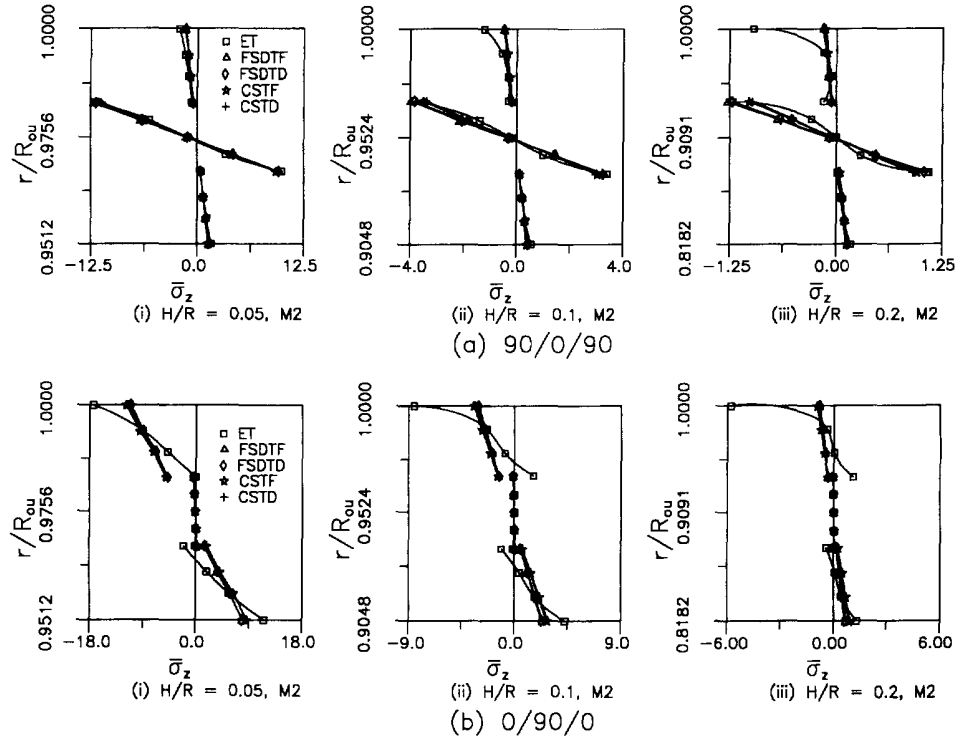 1.0000
0.9756
0.9512
r/R_ou
ET
FSDTF
FSDTD
CSTF
CSTD
−12.5 0.0 12.5
σ̅_z
(i) H/R = 0.05, M2
1.0000
0.9524
0.9048
r/R_ou
−4.0 0.0 4.0
σ̅_z
(ii) H/R = 0.1, M2
1.0000
0.9091
0.8182
r/R_ou
−1.25 0.00 1.25
σ̅_z
(iii) H/R = 0.2, M2
(a) 90/0/90
1.0000
0.9756
0.9512
r/R_ou
ET
FSDTF
FSDTD
CSTF
CSTD
−18.0 0.0 18.0
σ̅_z
(i) H/R = 0.05, M2
1.0000
0.9524
0.9048
r/R_ou
−9.0 0.0 9.0
σ̅_z
(ii) H/R = 0.1, M2
1.0000
0.9091
0.8182
r/R_ou
−6.00 0.00 6.00
σ̅_z
(iii) H/R = 0.2, M2
(b) 0/90/0